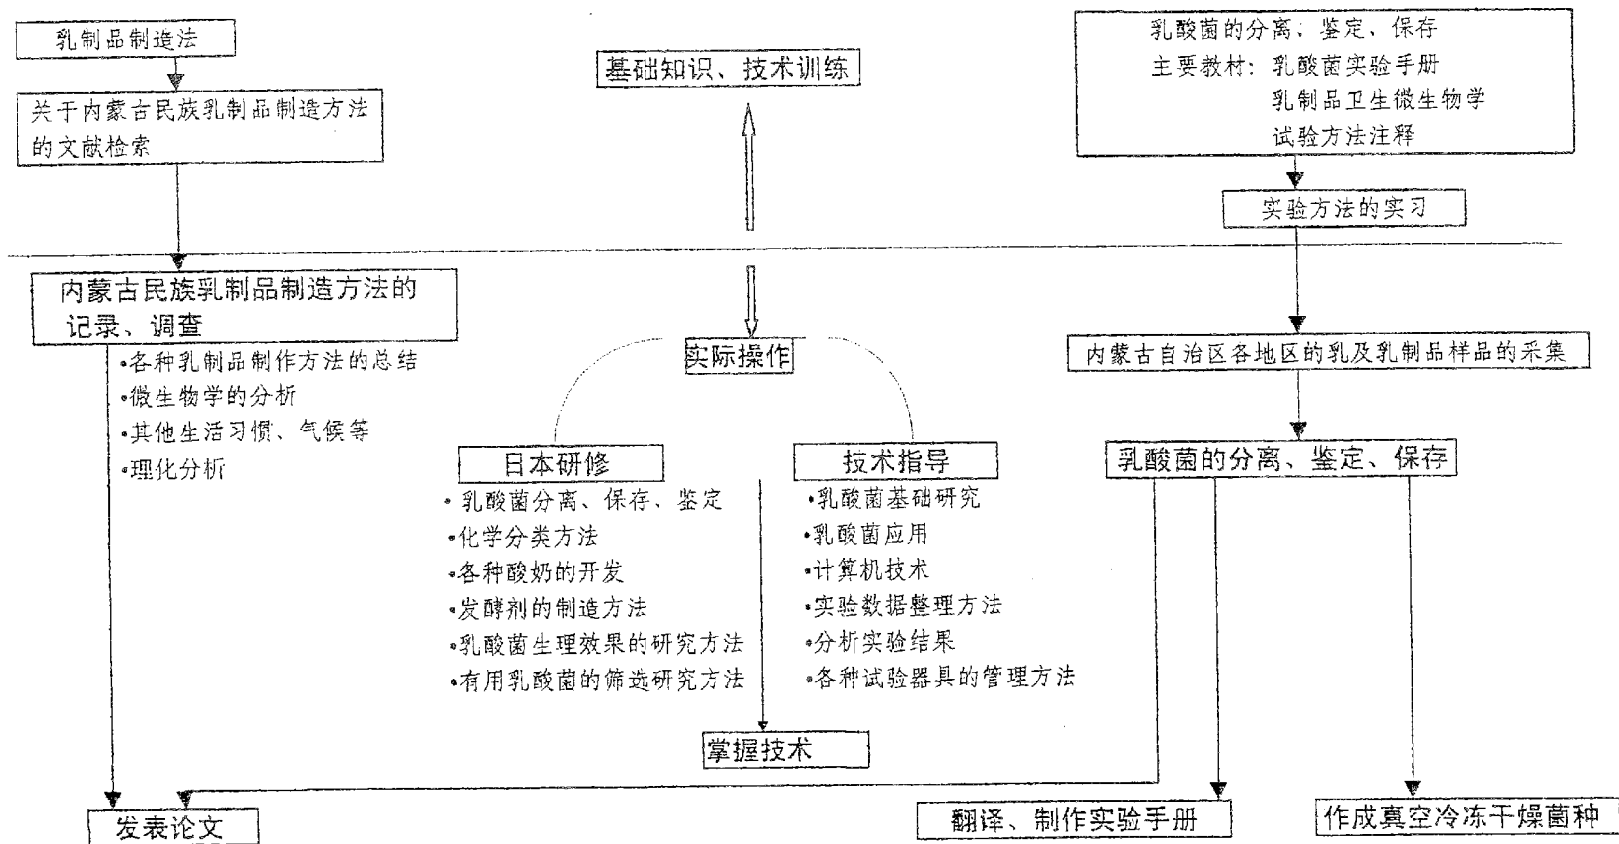 乳制品制造法
关于内蒙古民族乳制品制造方法
的文献检索
基础知识、技术训练
乳酸菌的分离、鉴定、保存
主要教材：乳酸菌实验手册
乳制品卫生微生物学
试验方法注释
实验方法的实习
内蒙古民族乳制品制造方法的
记录、调查
•各种乳制品制作方法的总结
•微生物学的分析
•其他生活习惯、气候等
•理化分析
实际操作
日本研修
•乳酸菌分离、保存、鉴定
•化学分类方法
•各种酸奶的开发
•发酵剂的制造方法
•乳酸菌生理效果的研究方法
•有用乳酸菌的筛选研究方法
技术指导
•乳酸菌基础研究
•乳酸菌应用
•计算机技术
•实验数据整理方法
•分析实验结果
•各种试验器具的管理方法
掌握技术
内蒙古自治区各地区的乳及乳制品样品的采集
乳酸菌的分离、鉴定、保存
发表论文
翻译、制作实验手册
作成真空冷冻干燥菌种